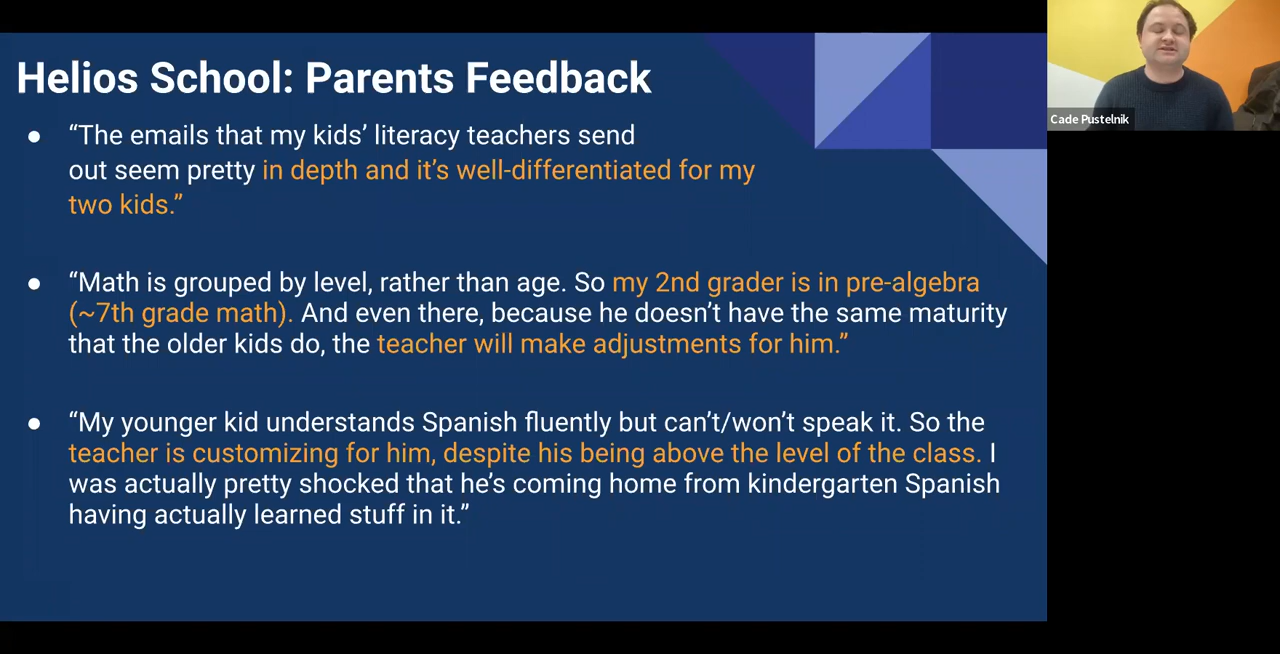 Helios School: Parents Feedback
● “The emails that my kids’ literacy teachers send
out seem pretty in depth and it’s well-differentiated for my
two kids.”
● “Math is grouped by level, rather than age. So my 2nd grader is in pre-algebra
(~7th grade math). And even there, because he doesn’t have the same maturity
that the older kids do, the teacher will make adjustments for him.”
● “My younger kid understands Spanish fluently but can’t/won’t speak it. So the
teacher is customizing for him, despite his being above the level of the class. I
was actually pretty shocked that he’s coming home from kindergarten Spanish
having actually learned stuff in it.”
Cade Pustelnik